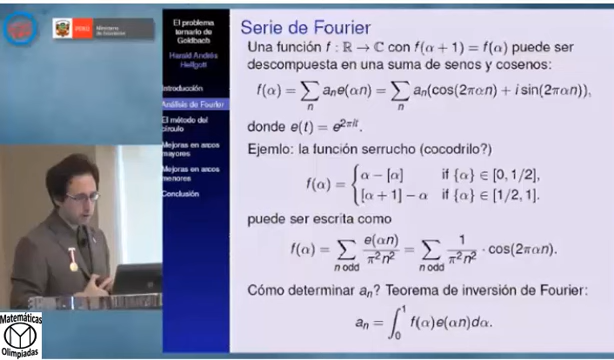 PERÚ
Ministerio de Educación
El problema ternario de Goldbach
Harald Andrés Helfgott
Introducción
Análisis de Fourier
El método del círculo
Mejoras en arcos mayores
Mejoras en arcos menores
Conclusión
Serie de Fourier
Una función f : ℝ → ℂ con f(α + 1) = f(α) puede ser
descompuesta en una suma de senos y cosenos:
f(α) = ∑_n a_n e(αn) = ∑_n a_n(cos(2παn) + i sin(2παn)),
donde e(t) = e^{2πit}.
Ejemlo: la función serrucho (cocodrilo?)
f(α) = { α − [α] if {α} ∈ [0, 1/2],
[α + 1] − α if {α} ∈ [1/2, 1].
puede ser escrita como
f(α) = ∑_{n odd} e(αn)/(π²n²) = ∑_{n odd} 1/(π²n²) · cos(2παn).
Cómo determinar a_n? Teorema de inversión de Fourier:
a_n = ∫_0^1 f(α)e(αn)dα.
Matemáticas
Olimpiadas